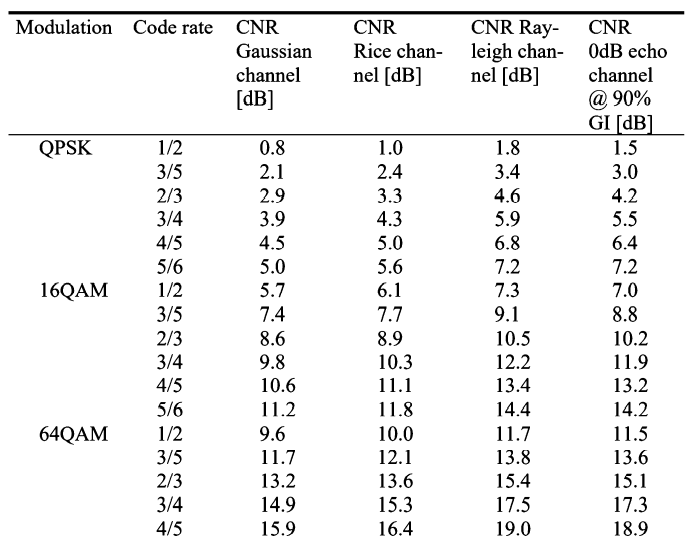 Modulation Code rate CNR CNR CNR Ray- CNR
Gaussian Rice chan- leigh chan- 0dB echo
channel nel [dB] nel [dB] channel
[dB] @ 90%
GI [dB]
QPSK 1/2 0.8 1.0 1.8 1.5
3/5 2.1 2.4 3.4 3.0
2/3 2.9 3.3 4.6 4.2
3/4 3.9 4.3 5.9 5.5
4/5 4.5 5.0 6.8 6.4
5/6 5.0 5.6 7.2 7.2
16QAM 1/2 5.7 6.1 7.3 7.0
3/5 7.4 7.7 9.1 8.8
2/3 8.6 8.9 10.5 10.2
3/4 9.8 10.3 12.2 11.9
4/5 10.6 11.1 13.4 13.2
5/6 11.2 11.8 14.4 14.2
64QAM 1/2 9.6 10.0 11.7 11.5
3/5 11.7 12.1 13.8 13.6
2/3 13.2 13.6 15.4 15.1
3/4 14.9 15.3 17.5 17.3
4/5 15.9 16.4 19.0 18.9